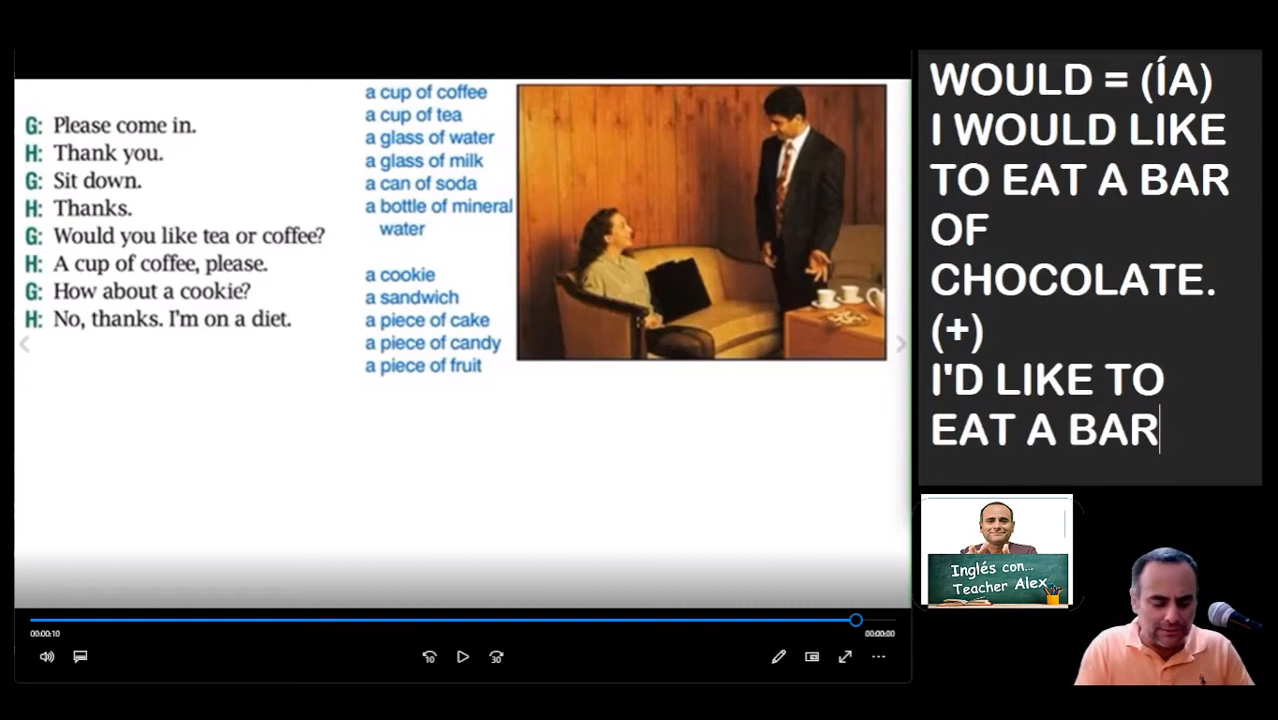 G: Please come in.
H: Thank you.
G: Sit down.
H: Thanks.
G: Would you like tea or coffee?
H: A cup of coffee, please.
G: How about a cookie?
H: No, thanks. I'm on a diet.
a cup of coffee
a cup of tea
a glass of water
a glass of milk
a can of soda
a bottle of mineral
water
a cookie
a sandwich
a piece of cake
a piece of candy
a piece of fruit
WOULD = (ÍA)
I WOULD LIKE
TO EAT A BAR
OF
CHOCOLATE.
(+)
I'D LIKE TO
EAT A BAR
Inglés con...
Teacher Alex
00:00:10
00:00:00
10
30